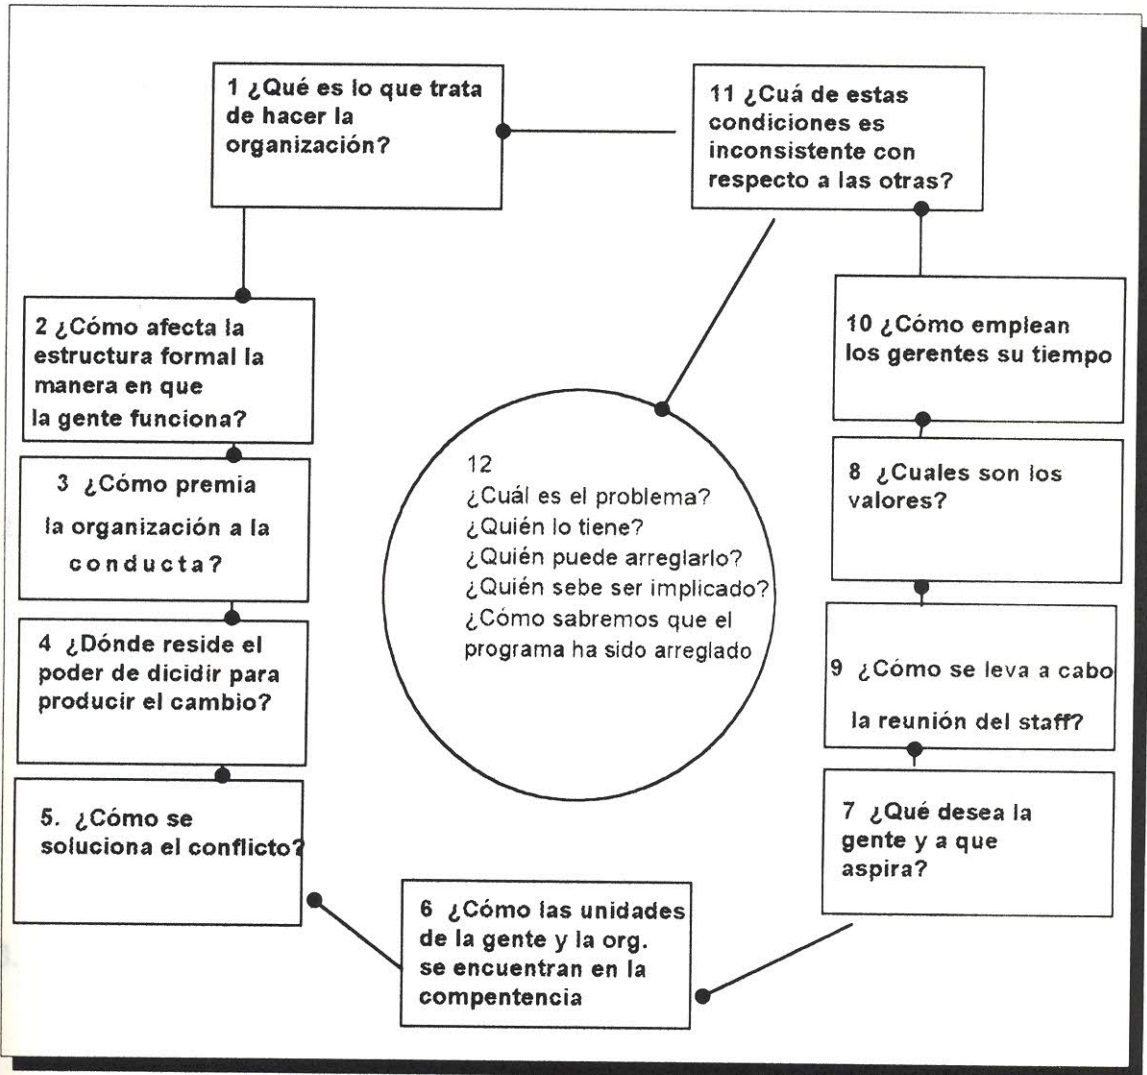 1 ¿Qué es lo que trata
de hacer la
organización?
11 ¿Cuá de estas
condiciones es
inconsistente con
respecto a las otras?
2 ¿Cómo afecta la
estructura formal la
manera en que
la gente funciona?
10 ¿Cómo emplean
los gerentes su tiempo
3 ¿Cómo premia
la organización a la
conducta?
12
¿Cuál es el problema?
¿Quién lo tiene?
¿Quién puede arreglarlo?
¿Quién sebe ser implicado?
¿Cómo sabremos que el
programa ha sido arreglado
8 ¿Cuales son los
valores?
4 ¿Dónde reside el
poder de dicidir para
producir el cambio?
9 ¿Cómo se leva a cabo
la reunión del staff?
5. ¿Cómo se
soluciona el conflicto?
7 ¿Qué desea la
gente y a que
aspira?
6 ¿Cómo las unidades
de la gente y la org.
se encuentran en la
compentencia